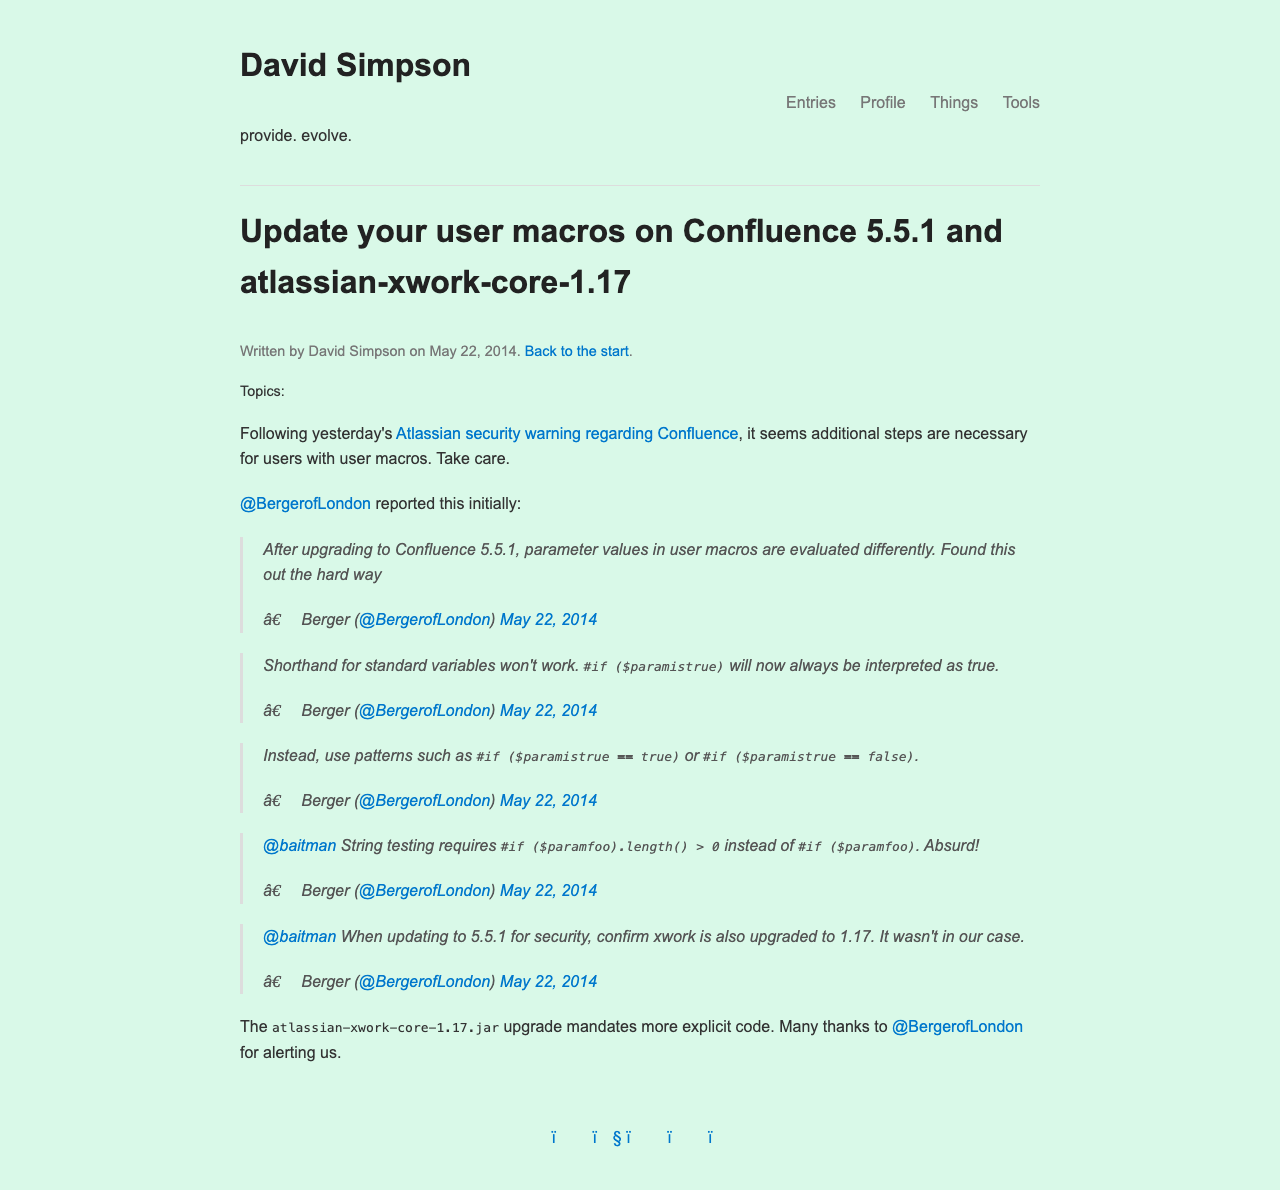 David Simpson
Entries Profile Things Tools
provide. evolve.
Update your user macros on Confluence 5.5.1 and
atlassian-xwork-core-1.17
Written by David Simpson on May 22, 2014. Back to the start.
Topics:
Following yesterday's Atlassian security warning regarding Confluence, it seems additional steps are necessary
for users with user macros. Take care.
@BergerofLondon reported this initially:
After upgrading to Confluence 5.5.1, parameter values in user macros are evaluated differently. Found this
out the hard way
â€ Berger (@BergerofLondon) May 22, 2014
Shorthand for standard variables won't work. #if ($paramistrue) will now always be interpreted as true.
â€ Berger (@BergerofLondon) May 22, 2014
Instead, use patterns such as #if ($paramistrue == true) or #if ($paramistrue == false).
â€ Berger (@BergerofLondon) May 22, 2014
@baitman String testing requires #if ($paramfoo).length() > 0 instead of #if ($paramfoo). Absurd!
â€ Berger (@BergerofLondon) May 22, 2014
@baitman When updating to 5.5.1 for security, confirm xwork is also upgraded to 1.17. It wasn't in our case.
â€ Berger (@BergerofLondon) May 22, 2014
The atlassian-xwork-core-1.17.jar upgrade mandates more explicit code. Many thanks to @BergerofLondon
for alerting us.
ï ï §ï ï ï